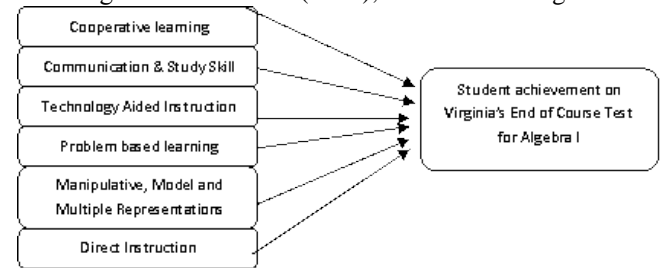 Cooperative learning
Communication & Study Skill
Technology Aided Instruction
Problem based learning
Manipulative, Model and
Multiple Representations
Direct Instruction
Student achievement on
Virginia's End of Course Test
for Algebra I